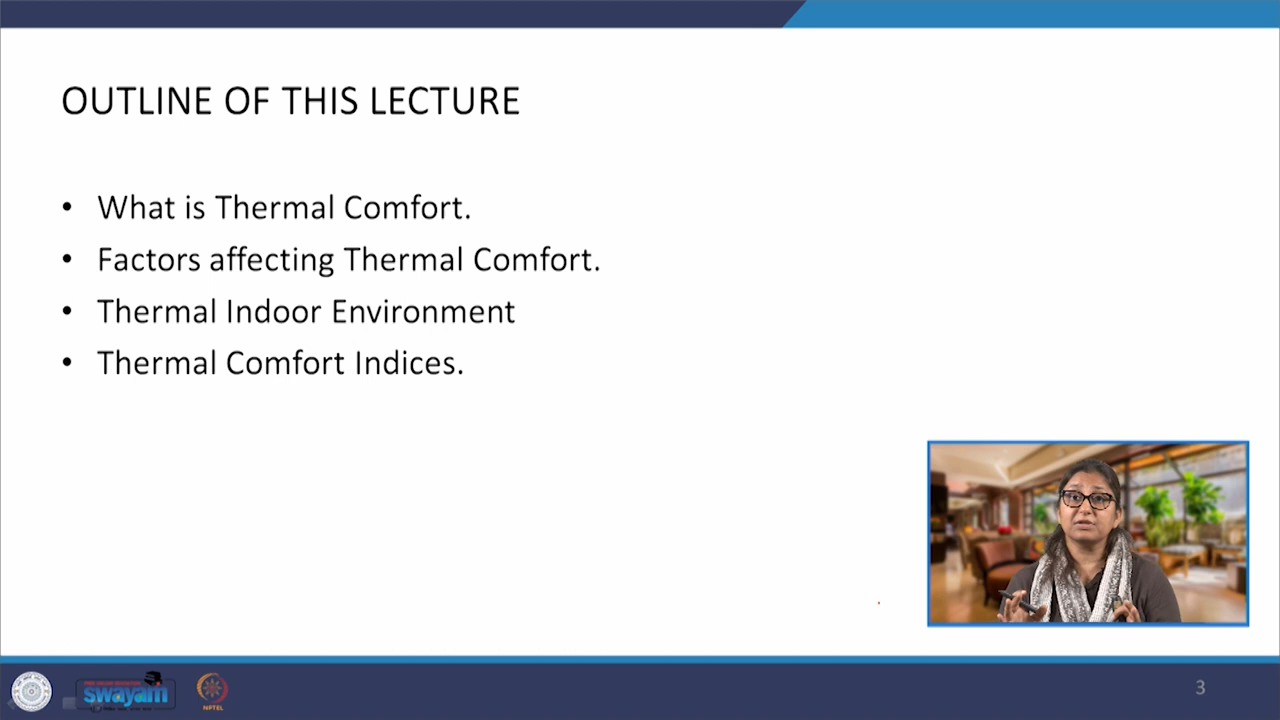 OUTLINE OF THIS LECTURE
• What is Thermal Comfort.
• Factors affecting Thermal Comfort.
• Thermal Indoor Environment
• Thermal Comfort Indices.
swayam
NPTEL
3